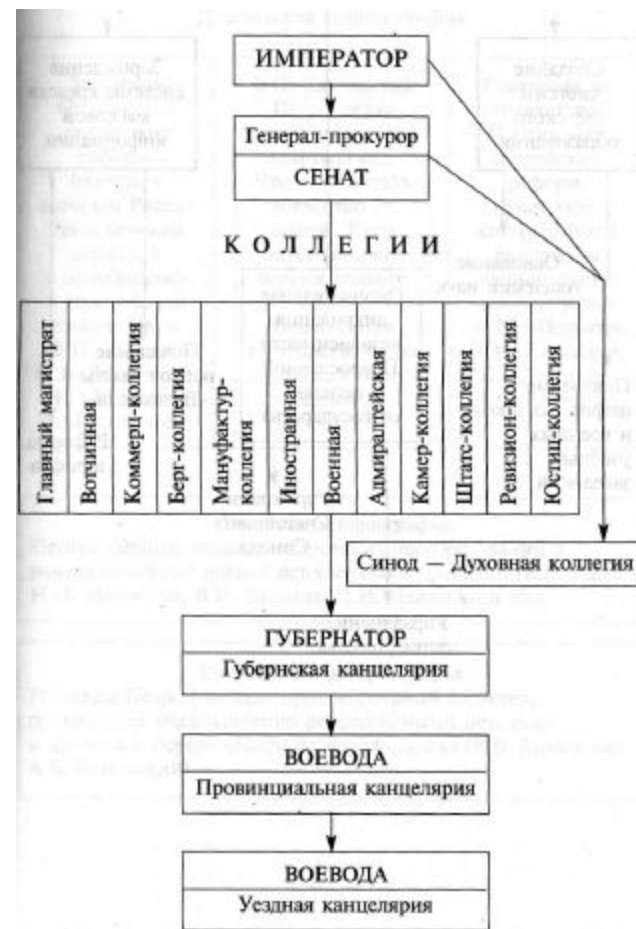 ИМПЕРАТОР
Генерал-прокурор
СЕНАТ
КОЛЛЕГИИ
Главный магистрат
Вотчинная
Коммерц-коллегия
Берг-коллегия
Мануфактур-
коллегия
Иностранная
Военная
Адмиралтейская
Камер-коллегия
Штатс-коллегия
Ревизион-коллегия
Юстиц-коллегия
Синод — Духовная коллегия
ГУБЕРНАТОР
Губернская канцелярия
ВОЕВОДА
Провинциальная канцелярия
ВОЕВОДА
Уездная канцелярия